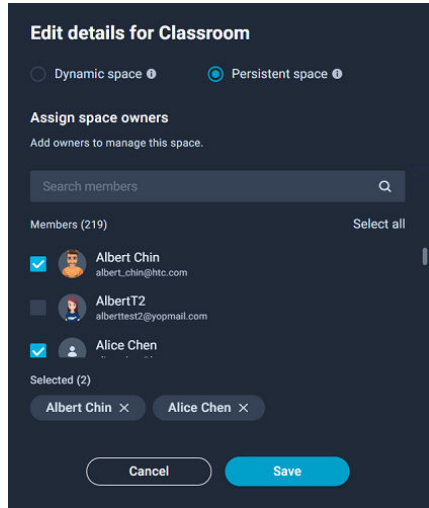 Edit details for Classroom
Dynamic space
Persistent space
Assign space owners
Add owners to manage this space.
Search members
Members (219)
Select all
Albert Chin
albert_chin@htc.com
AlbertT2
alberttest2@yopmail.com
Alice Chen
Selected (2)
Albert Chin ×
Alice Chen ×
Cancel
Save